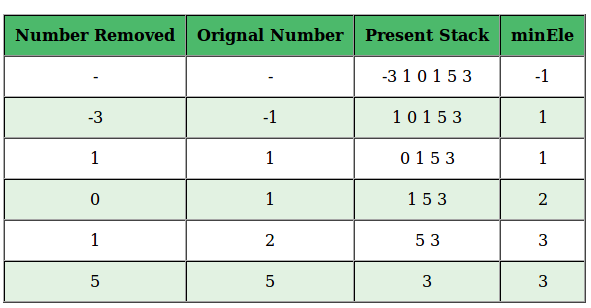 Number Removed Orignal Number Present Stack minEle
- - -3 1 0 1 5 3 -1
-3 -1 1 0 1 5 3 1
1 1 0 1 5 3 1
0 1 1 5 3 2
1 2 5 3 3
5 5 3 3